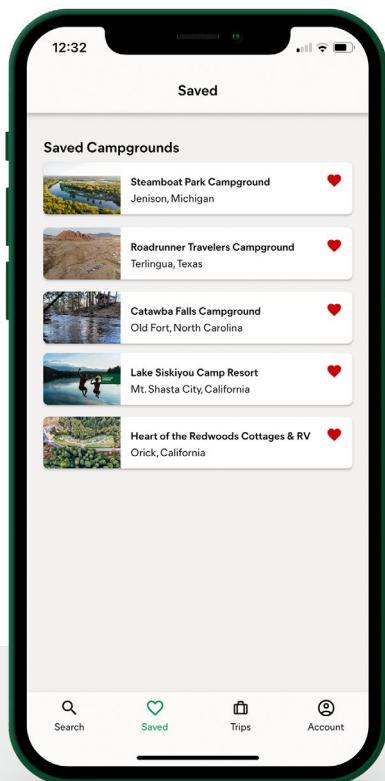 12:32
Saved
Saved Campgrounds
Steamboat Park Campground
Jenison, Michigan
Roadrunner Travelers Campground
Terlingua, Texas
Catawba Falls Campground
Old Fort, North Carolina
Lake Siskiyou Camp Resort
Mt. Shasta City, California
Heart of the Redwoods Cottages & RV
Orick, California
Search
Saved
Trips
Account